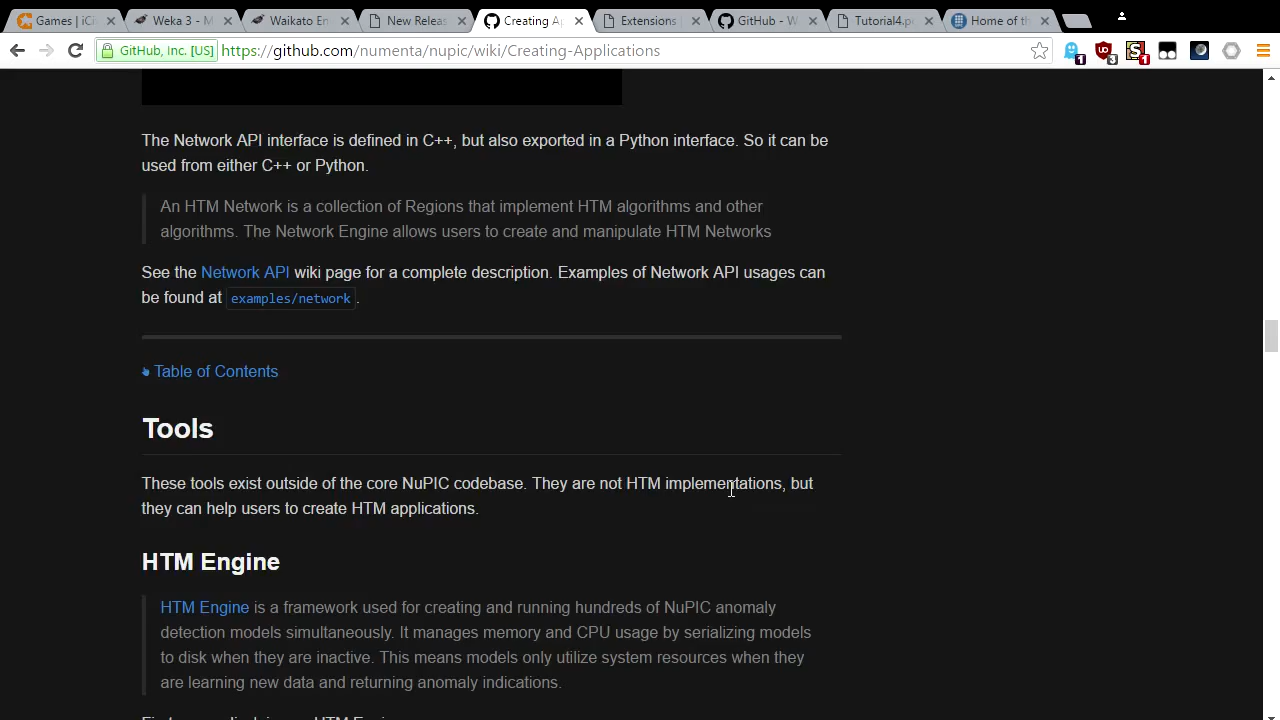 Games | iCi
Weka 3 - M
Waikato En
New Releas
Creating Ap
Extensions
GitHub - W
Tutorial4.p
Home of th
GitHub, Inc. [US]
https://github.com/numenta/nupic/wiki/Creating-Applications
1
3
1
The Network API interface is defined in C++, but also exported in a Python interface. So it can be
used from either C++ or Python.
An HTM Network is a collection of Regions that implement HTM algorithms and other
algorithms. The Network Engine allows users to create and manipulate HTM Networks
See the Network API wiki page for a complete description. Examples of Network API usages can
be found at examples/network.
Table of Contents
Tools
These tools exist outside of the core NuPIC codebase. They are not HTM implementations, but
they can help users to create HTM applications.
HTM Engine
HTM Engine is a framework used for creating and running hundreds of NuPIC anomaly
detection models simultaneously. It manages memory and CPU usage by serializing models
to disk when they are inactive. This means models only utilize system resources when they
are learning new data and returning anomaly indications.